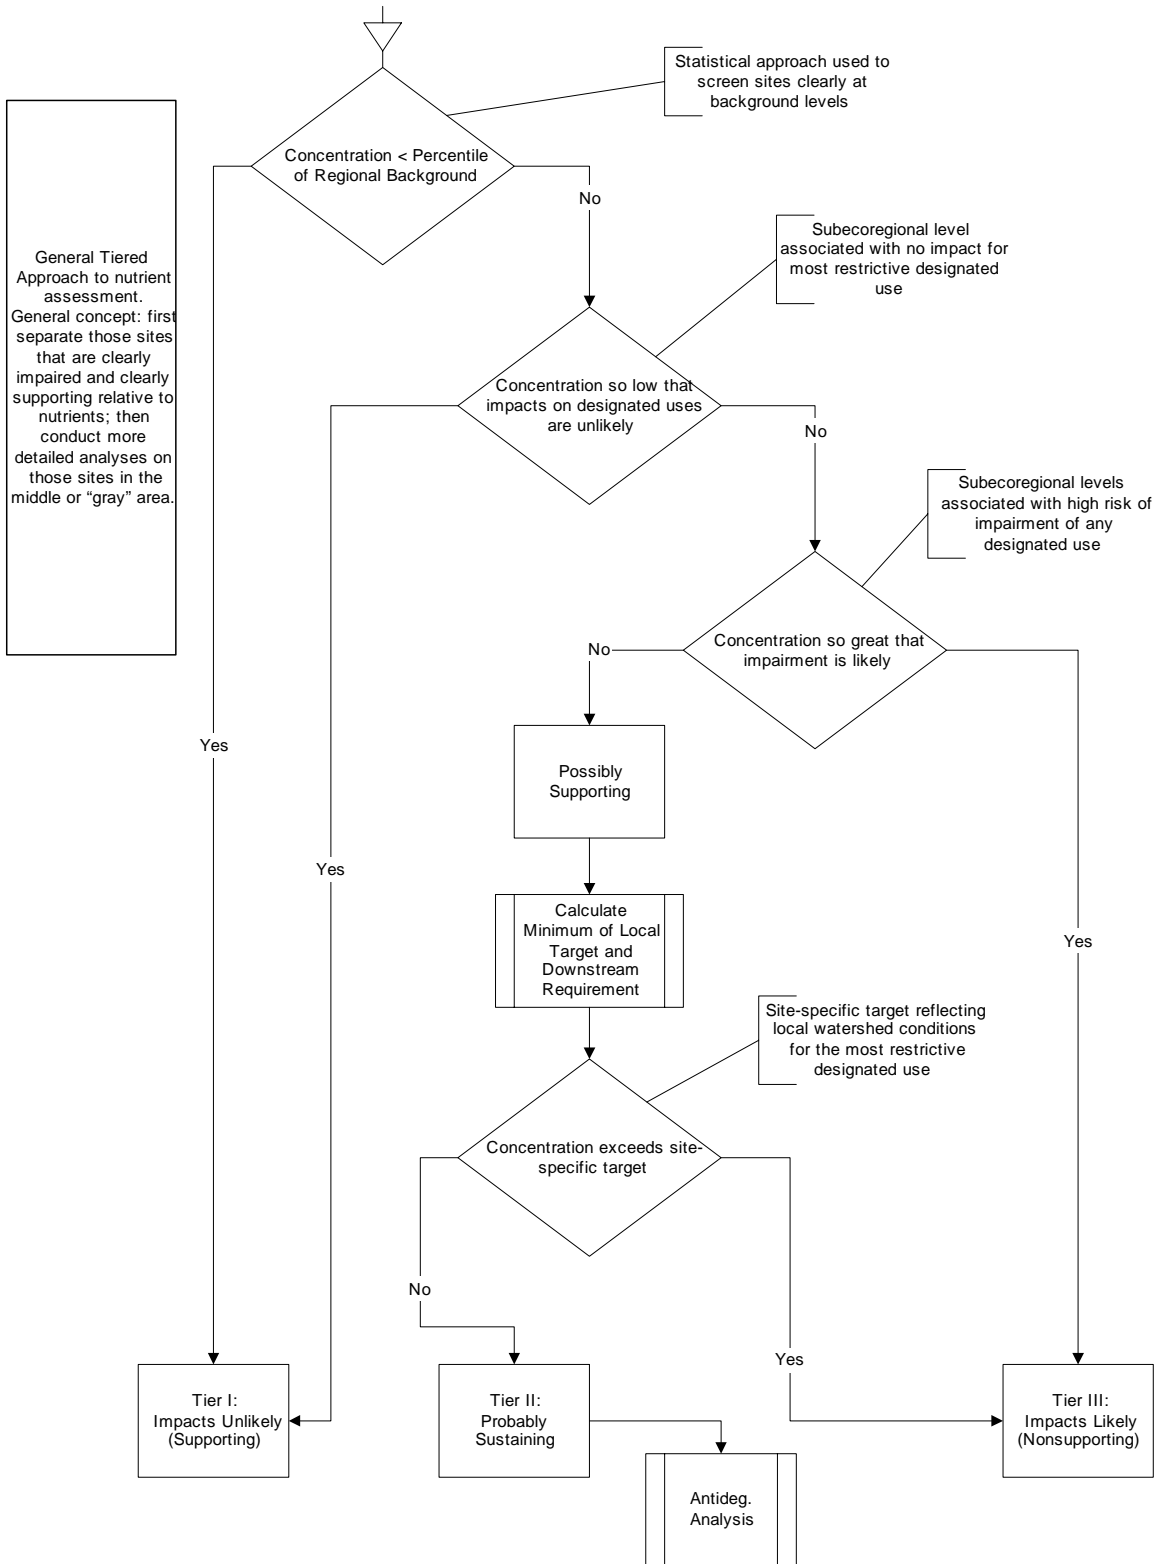 Statistical approach used to
screen sites clearly at
background levels
Concentration < Percentile
of Regional Background
No
General Tiered
Approach to nutrient
assessment.
General concept: first
separate those sites
that are clearly
impaired and clearly
supporting relative to
nutrients; then
conduct more
detailed analyses on
those sites in the
middle or “gray” area.
Subecoregional level
associated with no impact for
most restrictive designated
use
Concentration so low that
impacts on designated uses
are unlikely
No
Subecoregional levels
associated with high risk of
impairment of any
designated use
Concentration so great that
impairment is likely
No
Yes
Possibly
Supporting
Yes
Calculate
Minimum of Local
Target and
Downstream
Requirement
Yes
Site-specific target reflecting
local watershed conditions
for the most restrictive
designated use
Concentration exceeds site-
specific target
No
Yes
Tier I:
Impacts Unlikely
(Supporting)
Tier II:
Probably
Sustaining
Tier III:
Impacts Likely
(Nonsupporting)
Antideg.
Analysis